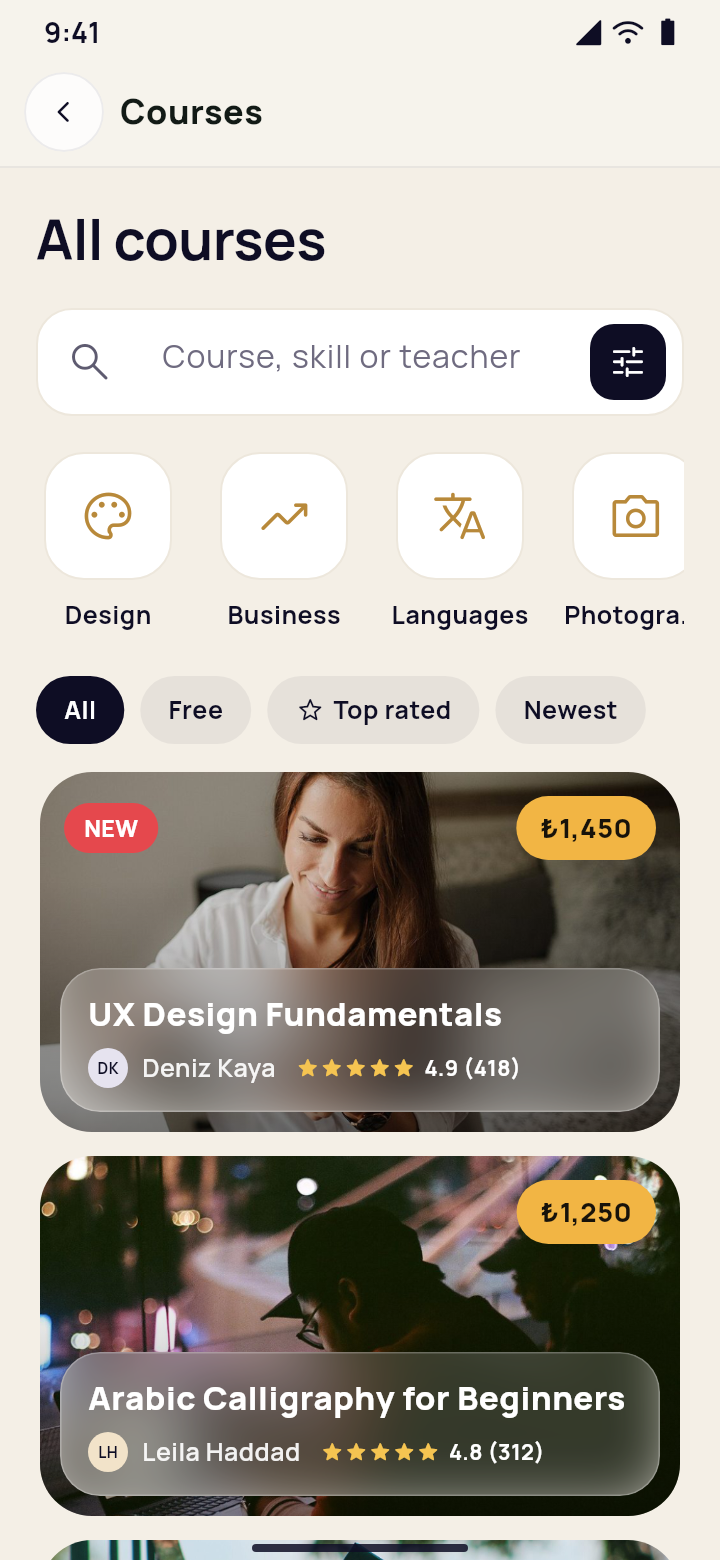 9:41
Courses
All courses
Course, skill or teacher
Design
Business
Languages
Photogra.
All
Free
Top rated
Newest
NEW
₺1,450
UX Design Fundamentals
DK
Deniz Kaya
4.9 (418)
₺1,250
Arabic Calligraphy for Beginners
LH
Leila Haddad
4.8 (312)